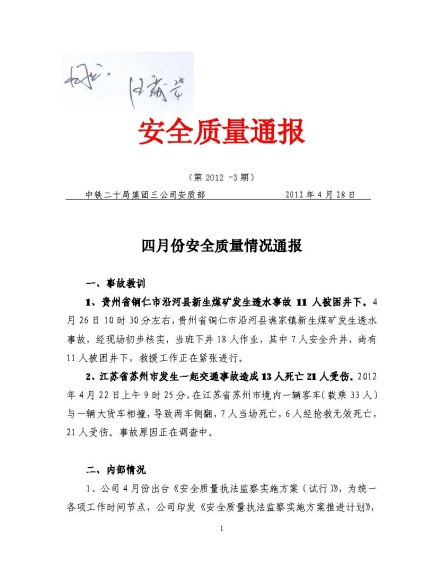 同意。
安全质量通报
（第 2012 -3 期）
中铁二十局集团三公司安质部 2012 年 4 月 28 日
四月份安全质量情况通报
一、事故教训
1、贵州省铜仁市沿河县新生煤矿发生透水事故 11 人被困井下。4
月 26 日 10 时 30 分左右，贵州省铜仁市沿河县谯家镇新生煤矿发生透水
事故，经现场初步核实，当班下井 18 人作业，其中 7 人安全升井，尚有
11 人被困井下，救援工作正在紧张进行。
2、江苏省苏州市发生一起交通事故造成 13 人死亡 21 人受伤。2012
年 4 月 22 日上午 9 时 25 分，在江苏省苏州市境内一辆客车（载乘 33 人）
与一辆大货车相撞，导致两车侧翻，7 人当场死亡，6 人经抢救无效死亡，
21 人受伤。事故原因正在调查中。
二、内部情况
1、公司 4 月份出台《安全质量执法监察实施方案（试行）》，为统一
各项工作时间节点，公司印发《安全质量执法监察实施方案推进计划》，
1